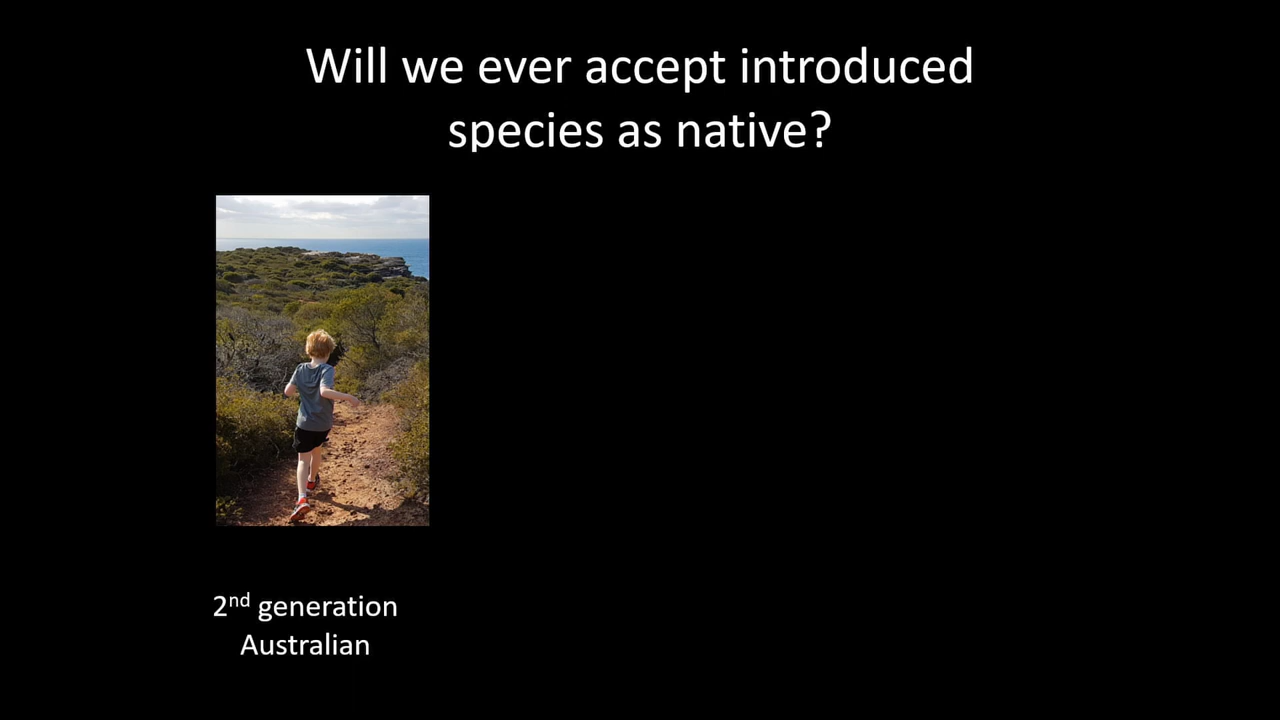 Will we ever accept introduced
species as native?
2nd generation
Australian